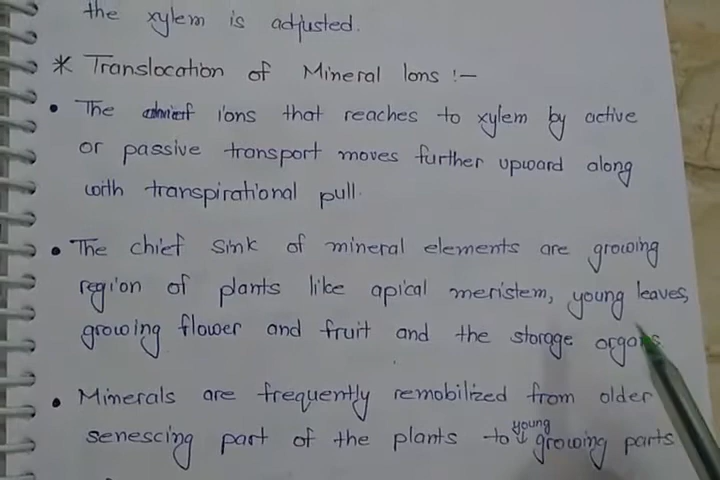 the xylem is adjusted.
* Translocation of Mineral Ions :-
• The ions that reaches to xylem by active
or passive transport moves further upward along
with transpirational pull.
• The chief sink of mineral elements are growing
region of plants like apical meristem, young leaves,
growing flower and fruit and the storage organs
• Minerals are frequently remobilized from older
senescing part of the plants to young growing parts